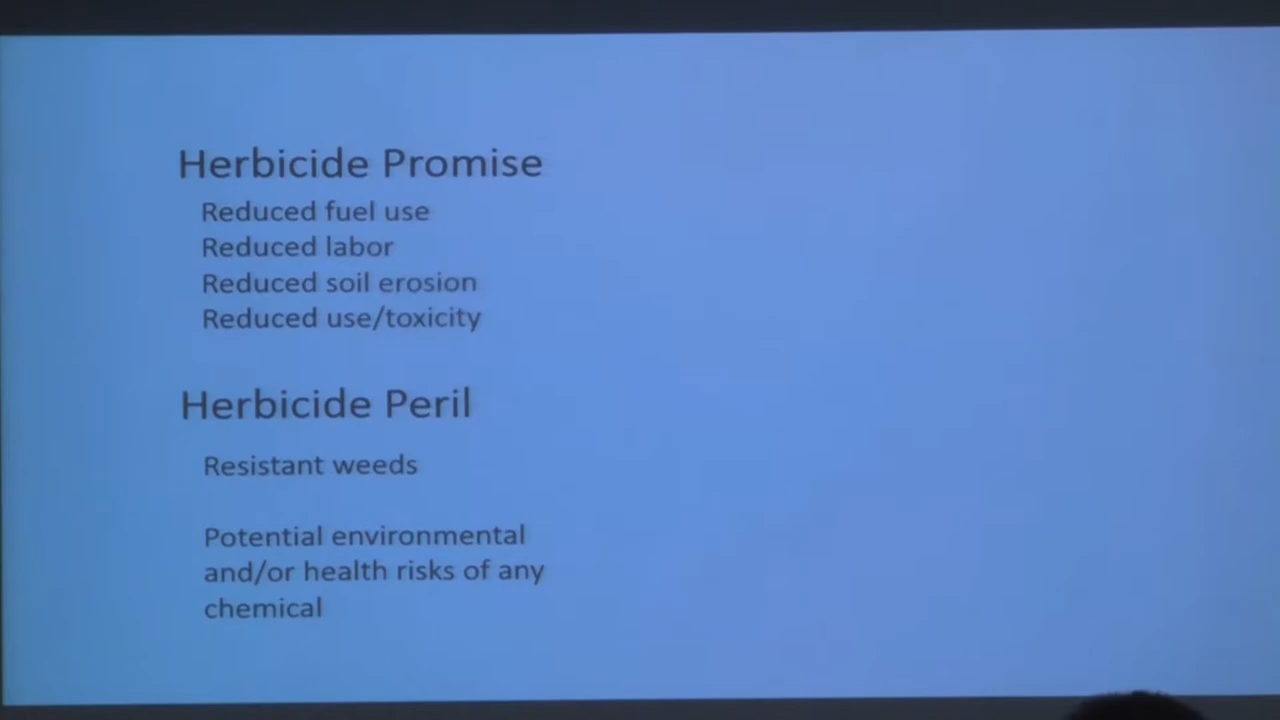 Herbicide Promise
Reduced fuel use
Reduced labor
Reduced soil erosion
Reduced use/toxicity
Herbicide Peril
Resistant weeds
Potential environmental
and/or health risks of any
chemical